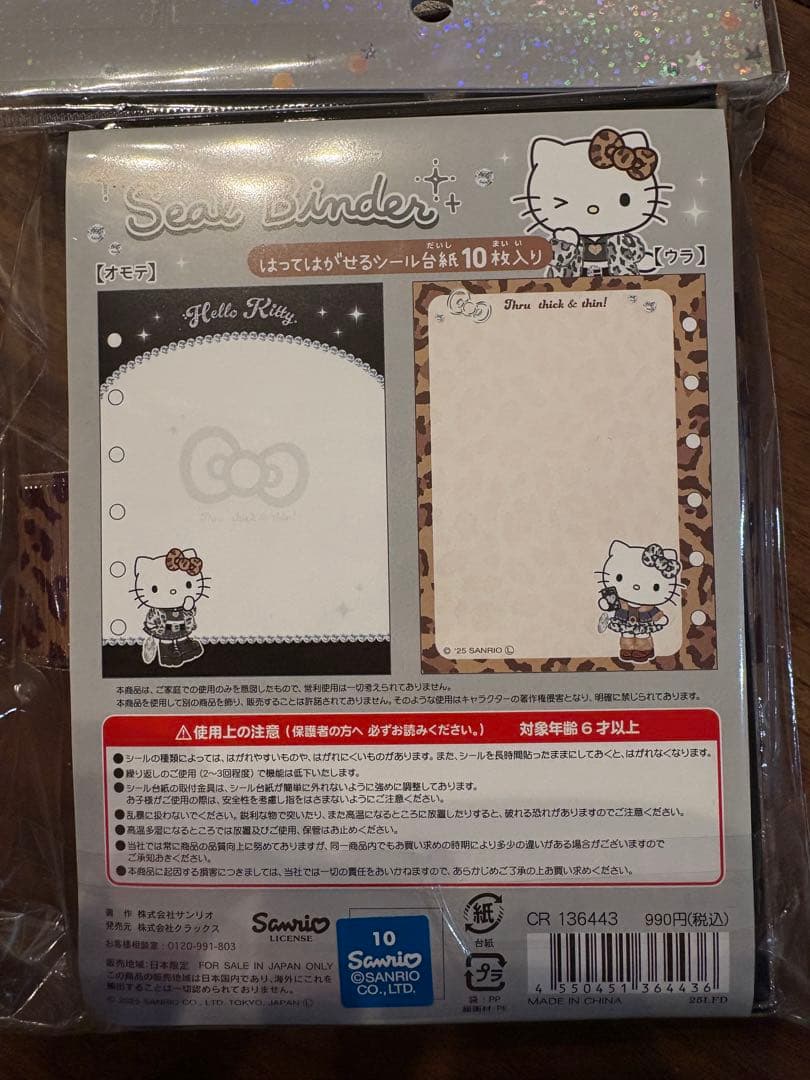 Seal Binder
はってはがせるシール台紙10枚入り
だいし
まいい
【オモテ】
【ウラ】
Hello Kitty
Thru thick & thin!
Thru thick & thin!
© '25 SANRIO Ⓛ
本商品は、ご家庭での使用のみを意図したもので、営利使用は一切考えられておりません。
本商品を使用して別の商品を飾り、販売することは許諾されておりません。そのような使用はキャラクターの著作権侵害となり、明確に禁じられております。
⚠使用上の注意(保護者の方へ 必ずお読みください。) 対象年齢6才以上
●シールの種類によっては、はがれやすいものや、はがれにくいものがあります。また、シールを長時間貼ったままにしておくと、はがれなくなります。
●繰り返しのご使用(2〜3回程度)で機能は低下いたします。
●シール台紙の取付金具は、シール台紙が簡単に外れないように強めに調整しております。
お子様がご使用の際は、安全性を考慮し指をはさまないようにご注意ください。
●乱暴に扱わないでください。鋭利な物で突いたり、また高温になるところに放置したりすると、破れる恐れがありますのでご注意ください。
●高温多湿になるところでは放置及びご使用、保管はお止めください。
●当社では常に商品の品質向上に努めておりますが、同一商品内でもお買い求めの時期により多少の違いがある場合がございますので
ご承知おきください。
●本商品に起因する損害につきましては、当社では一切の責任をおいかねますので、あらかじめご了承の上お買い求めください。
著作 株式会社サンリオ
発売元 株式会社クラックス
お客様相談室:0120-991-803
Sanrio
LICENSE
販売地域:日本限定 FOR SALE IN JAPAN ONLY
この商品の販売地域は日本国内であり、海外にこれを
輸出することは一切認められておりません。
© 2025 SANRIO CO., LTD. TOKYO, JAPAN Ⓛ
10
Sanrio
©SANRIO
CO.,LTD.
紙
台紙
プラ
袋:PP
緩衝材:PE
CR 136443 990円(税込)
4 550451 364436
MADE IN CHINA 25LFD